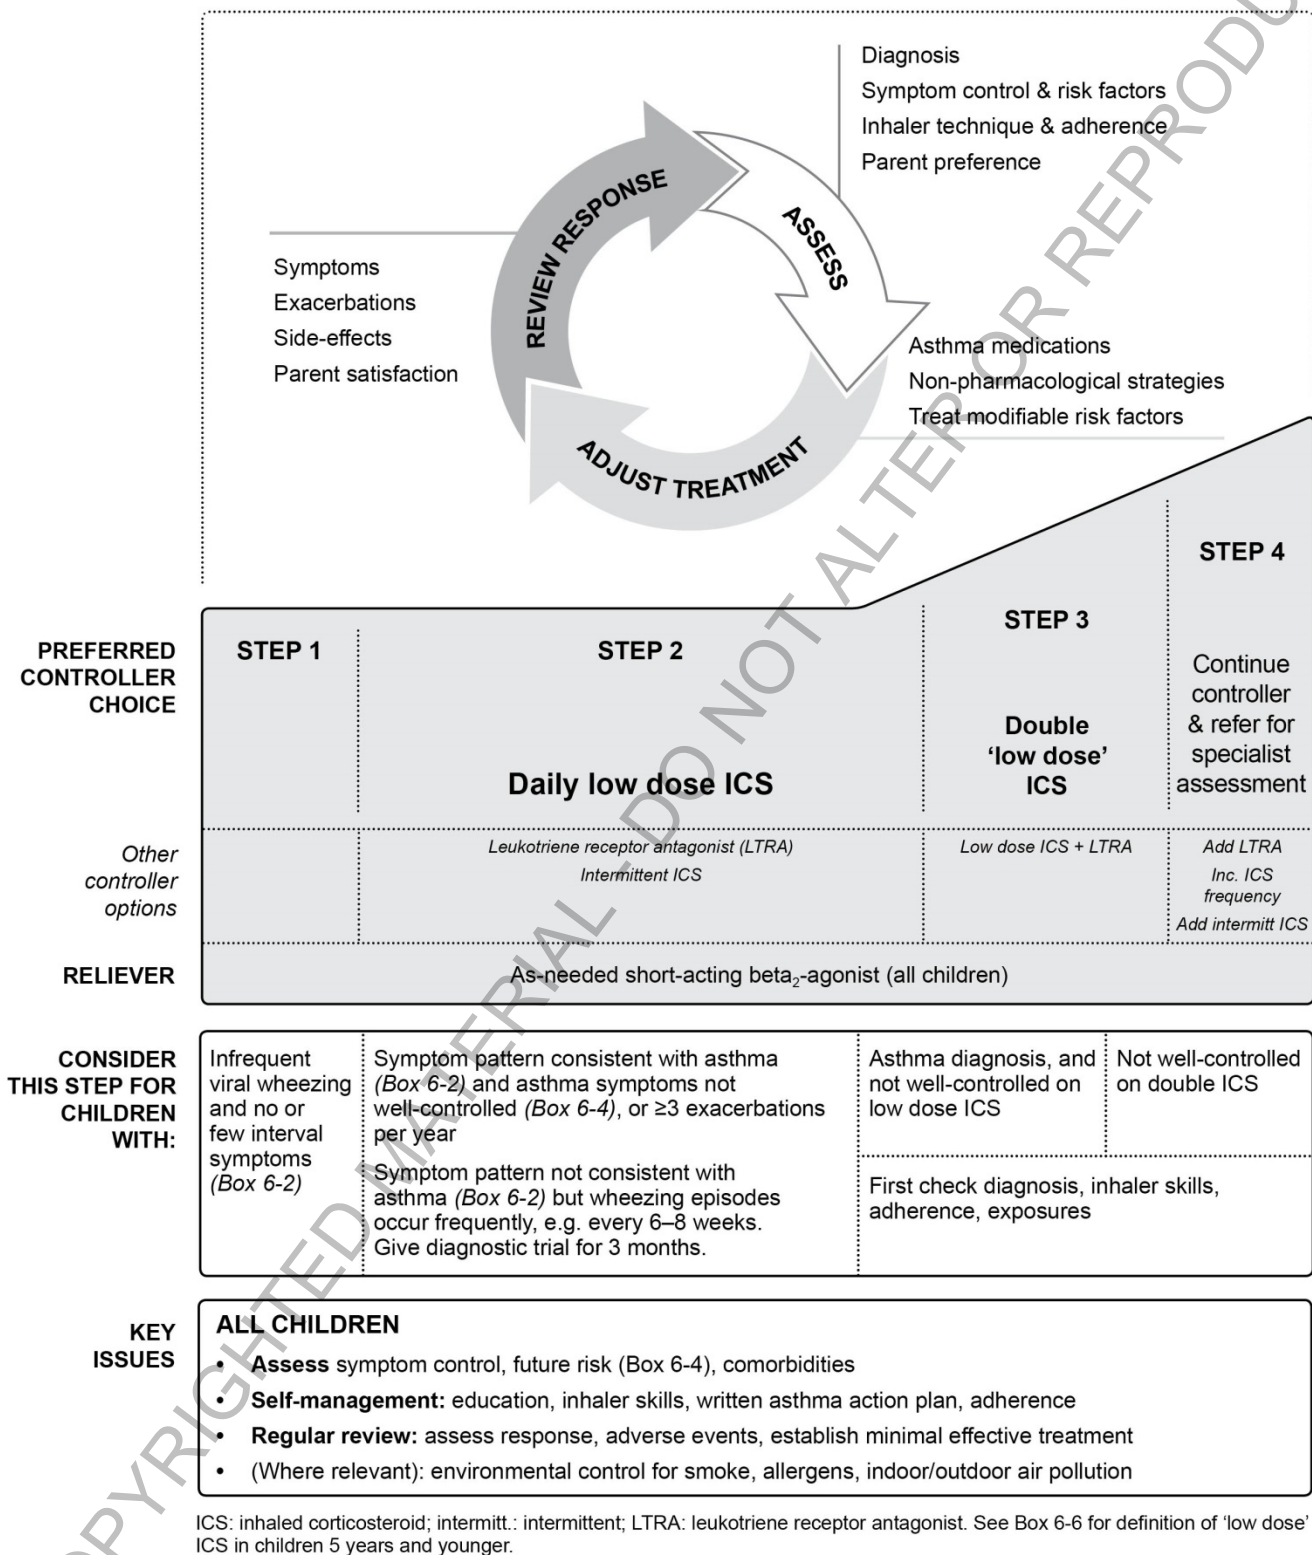 Diagnosis
Symptom control & risk factors
Inhaler technique & adherence
Parent preference
REVIEW RESPONSE
ASSESS
ADJUST TREATMENT
Symptoms
Exacerbations
Side-effects
Parent satisfaction
Asthma medications
Non-pharmacological strategies
Treat modifiable risk factors
PREFERRED
CONTROLLER
CHOICE
STEP 1
STEP 2
Daily low dose ICS
STEP 3
Double
‘low dose’
ICS
STEP 4
Continue
controller
& refer for
specialist
assessment
Other
controller
options
Leukotriene receptor antagonist (LTRA)
Intermittent ICS
Low dose ICS + LTRA
Add LTRA
Inc. ICS
frequency
Add intermitt ICS
RELIEVER
As-needed short-acting beta₂-agonist (all children)
CONSIDER
THIS STEP FOR
CHILDREN
WITH:
Infrequent
viral wheezing
and no or
few interval
symptoms
(Box 6-2)
Symptom pattern consistent with asthma
(Box 6-2) and asthma symptoms not
well-controlled (Box 6-4), or ≥3 exacerbations
per year
Symptom pattern not consistent with
asthma (Box 6-2) but wheezing episodes
occur frequently, e.g. every 6–8 weeks.
Give diagnostic trial for 3 months.
Asthma diagnosis, and
not well-controlled on
low dose ICS
Not well-controlled
on double ICS
First check diagnosis, inhaler skills,
adherence, exposures
KEY
ISSUES
ALL CHILDREN
• Assess symptom control, future risk (Box 6-4), comorbidities
• Self-management: education, inhaler skills, written asthma action plan, adherence
• Regular review: assess response, adverse events, establish minimal effective treatment
• (Where relevant): environmental control for smoke, allergens, indoor/outdoor air pollution
ICS: inhaled corticosteroid; intermitt.: intermittent; LTRA: leukotriene receptor antagonist. See Box 6-6 for definition of ‘low dose’
ICS in children 5 years and younger.
OPYRIGHTED MATERIAL - DO NOT ALTER OR REPRODU